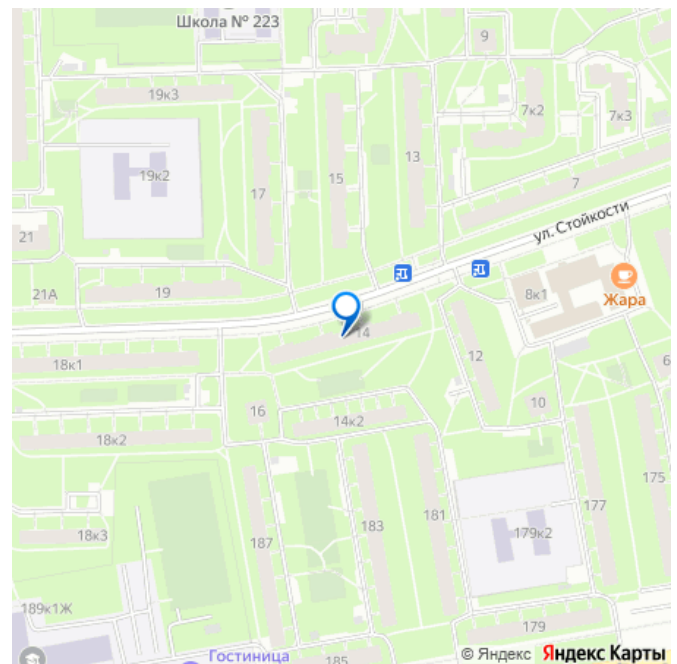 Школа № 223
9
19к3
7к2
7к3
13
15
17
19к2
7
ул. Стойкости
21
21А
19
8к1
Жара
14
18к1
12
6
16
10
14к2
18к2
175
177
181
183
187
18к3
179к2
189к1Ж
179
185
Гостиница
© Яндекс Яндекс Карты